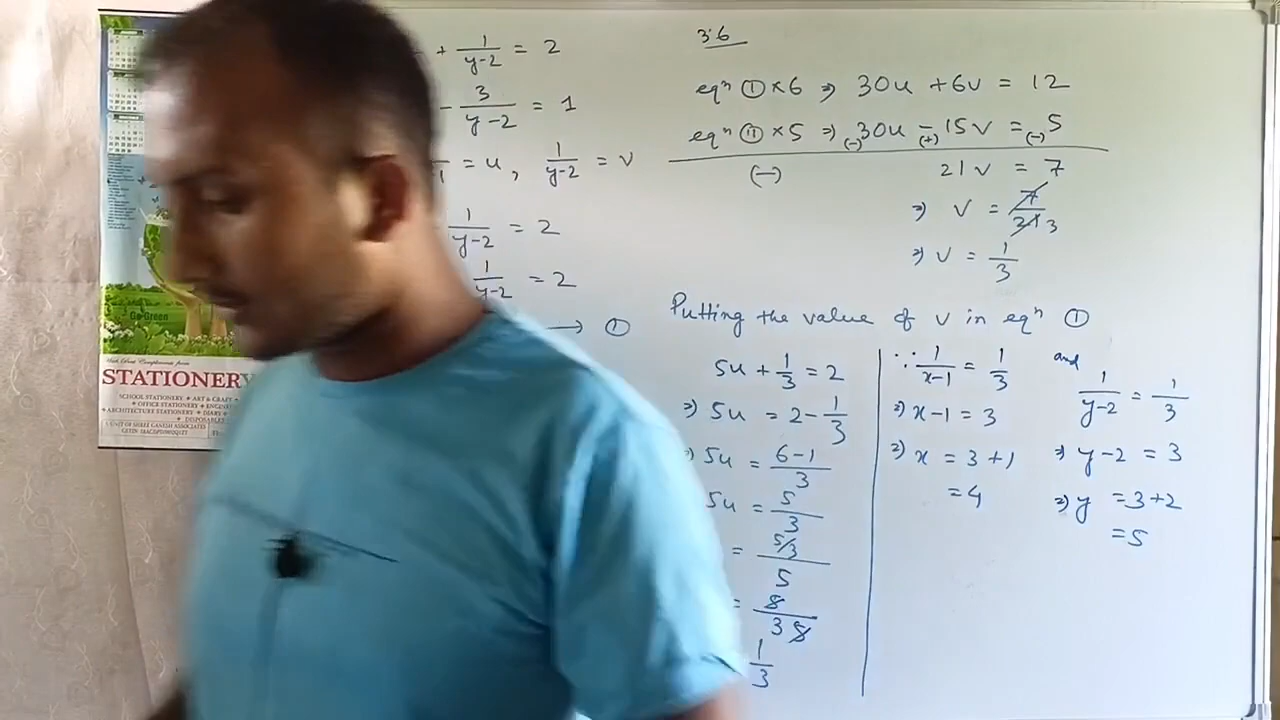 + 1/(y-2) = 2
- 3/(y-2) = 1
= u, 1/(y-2) = v
1/(y-2) = 2
1/(y-2) = 2
→ ①
3.6
eqⁿ ① × 6 ⇒ 30u + 6v = 12
eqⁿ ⑪ × 5 ⇒ 30u - 15v = 5
(-) (+) (-)
(-) 21v = 7
⇒ v = 7/21 3
⇒ v = 1/3
Putting the value of v in eqⁿ ①
5u + 1/3 = 2
⇒ 5u = 2 - 1/3
5u = (6-1)/3
5u = 5/3
= (5/3)/5
= 5/(3 5)
1/3
∵ 1/(x-1) = 1/3
⇒ x-1 = 3
⇒ x = 3+1
= 4
and
1/(y-2) = 1/3
⇒ y-2 = 3
⇒ y = 3+2
= 5
Go Green
STATIONERY
SCHOOL STATIONERY